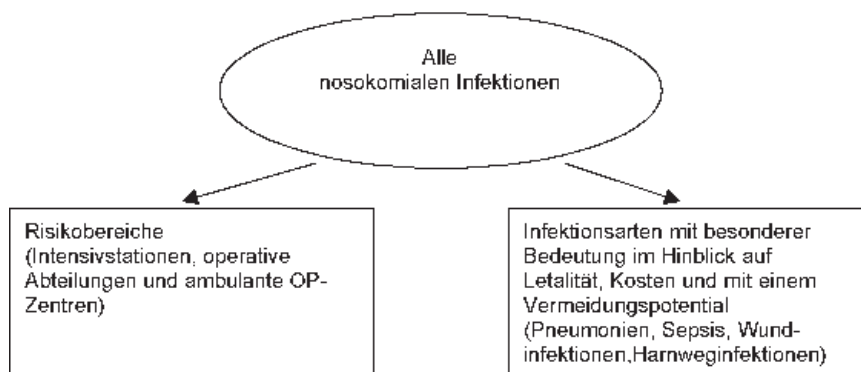 Alle
nosokomialen Infektionen
Risikobereiche
(Intensivstationen, operative
Abteilungen und ambulante OP-
Zentren)
Infektionsarten mit besonderer
Bedeutung im Hinblick auf
Letalität, Kosten und mit einem
Vermeidungspotential
(Pneumonien, Sepsis, Wund-
infektionen,Harnweginfektionen)